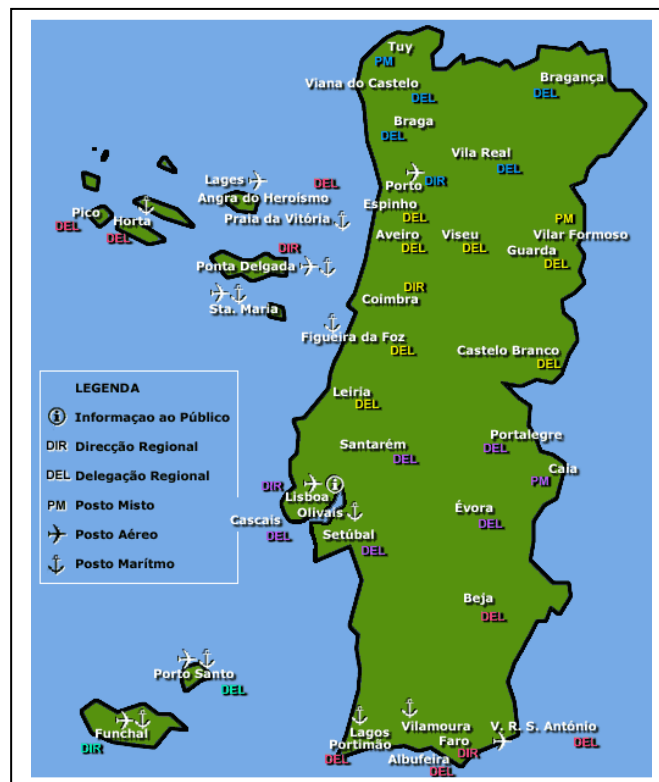 Tuy
PM
Viana do Castelo
DEL
Bragança
DEL
Braga
DEL
Vila Real
DEL
Lages
DEL
Angra do Heroísmo
Porto
DIR
Pico
DEL
Horta
DEL
Praia da Vitória
Espinho
DEL
PM
Vilar Formoso
Aveiro
DEL
Viseu
DEL
Guarda
DEL
DIR
Ponta Delgada
DIR
Coimbra
Sta. Maria
Figueira da Foz
DEL
Castelo Branco
DEL
LEGENDA
Informaçao ao Público
DIR Direcção Regional
DEL Delegação Regional
PM Posto Misto
Posto Aéreo
Posto Marítmo
Leiria
DEL
Santarém
DEL
Portalegre
DEL
Caia
PM
DIR
Lisboa
Olivais
Cascais
DEL
Setúbal
DEL
Évora
DEL
Beja
DEL
Porto Santo
DEL
Funchal
DIR
Lagos
Portimão
DEL
Vilamoura
Faro
DIR
Albufeira
DEL
V. R. S. António
DEL